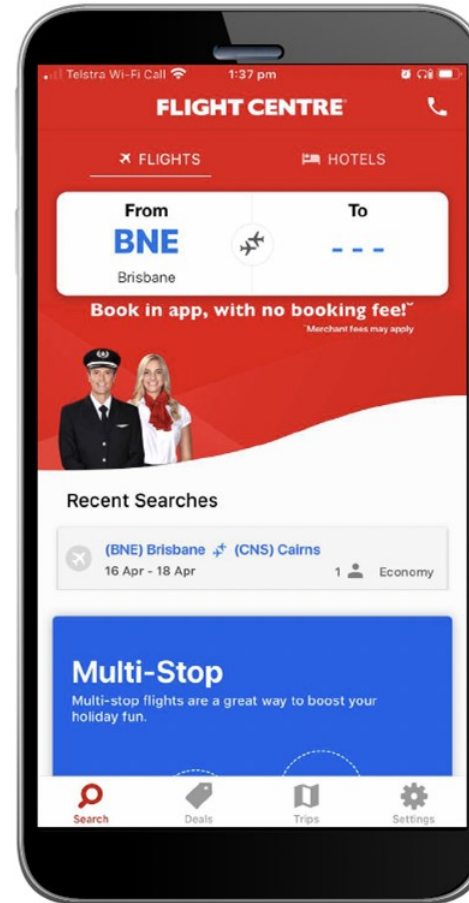 Telstra Wi-Fi Call 1:37 pm
FLIGHT CENTRE
FLIGHTS HOTELS
From To
BNE - - -
Brisbane
Book in app, with no booking fee!˜
˜Merchant fees may apply
Recent Searches
(BNE) Brisbane (CNS) Cairns
16 Apr - 18 Apr 1 Economy
Multi-Stop
Multi-stop flights are a great way to boost your
holiday fun.
Search Deals Trips Settings